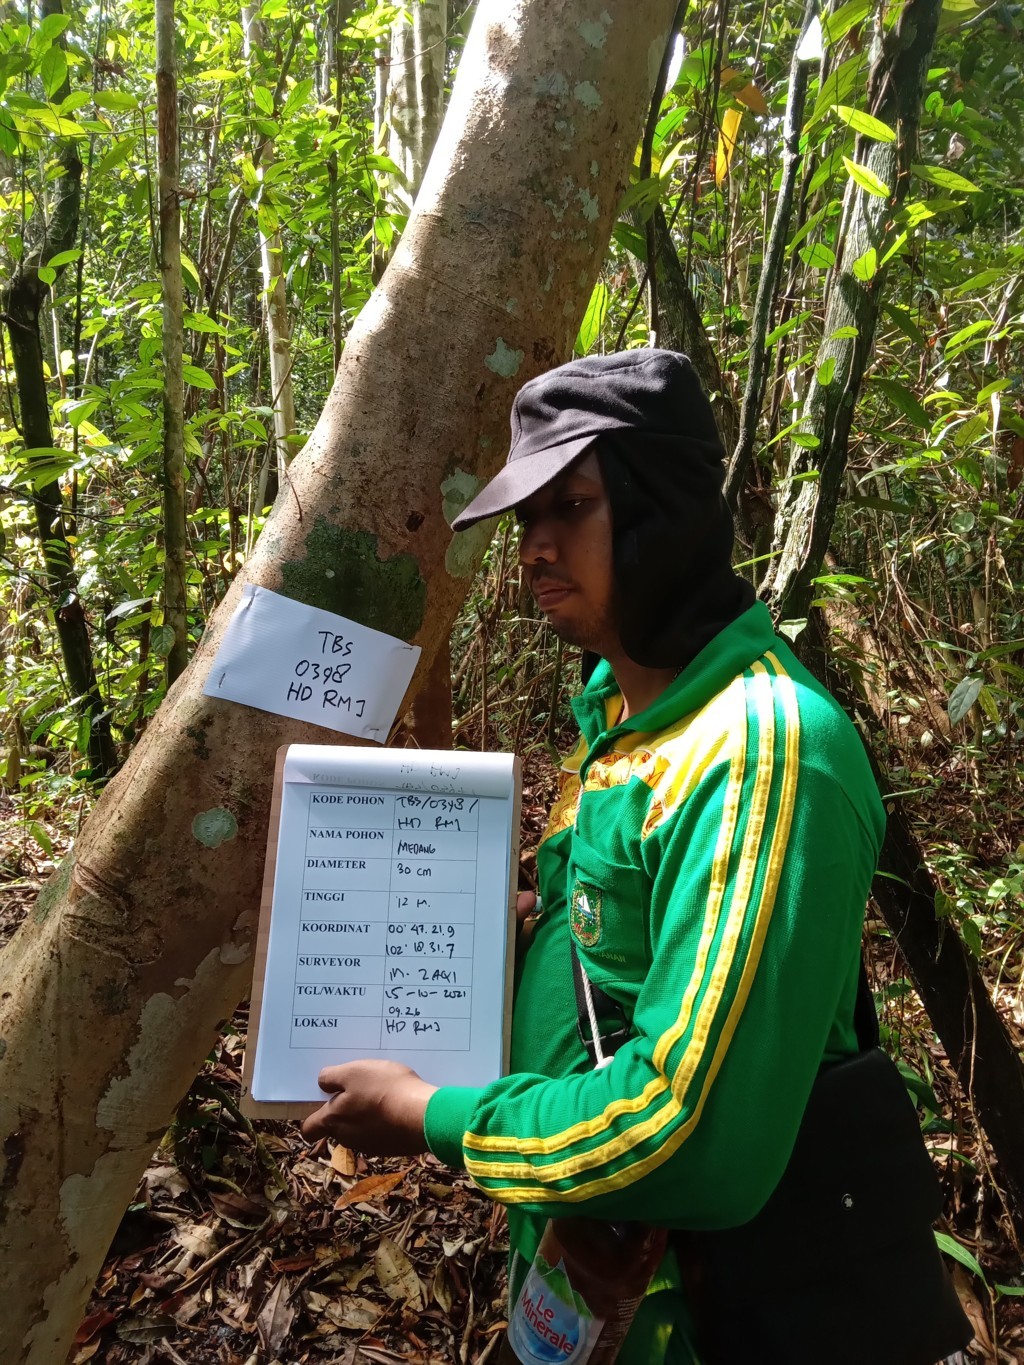 TBS
0398
HD RMJ
KODE POHON TBS/0398/
HD RMJ
NAMA POHON MEDANG
DIAMETER 30 cm
TINGGI 12 M.
KOORDINAT 00° 47. 21.9
102° 18. 31.7
SURVEYOR M. ZAQI
TGL/WAKTU 15-10-2021
09.26
LOKASI HD RMJ
Le
Minerale